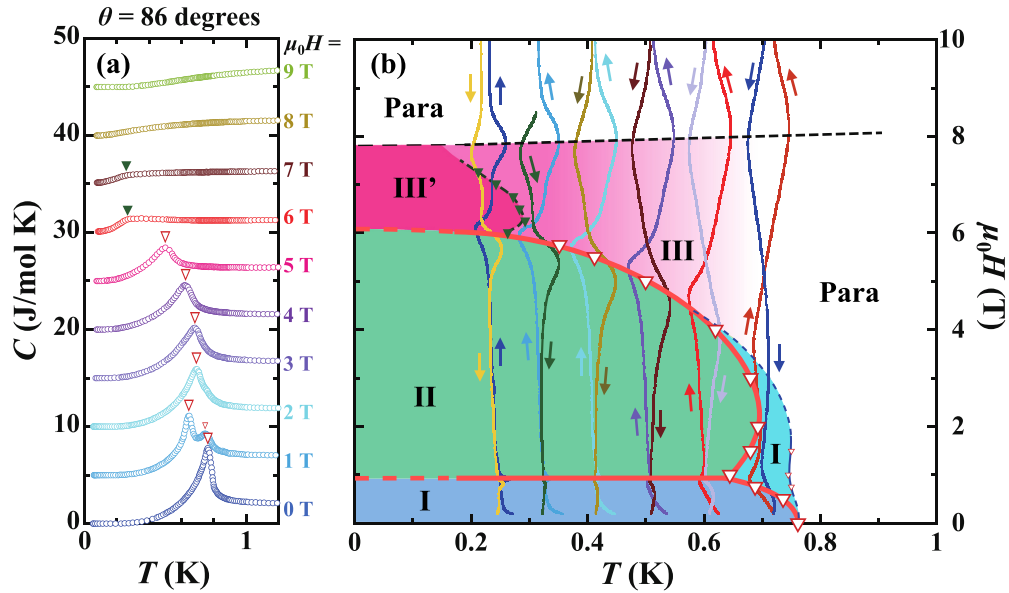 θ = 86 degrees
(a)
μ₀H =
9 T
8 T
7 T
6 T
5 T
4 T
3 T
2 T
1 T
0 T
50
40
30
20
10
0
C (J/mol K)
0
1
T (K)
(b)
Para
III'
III
Para
II
I
I
10
8
6
4
2
0
μ₀H (T)
0.2
0.4
0.6
0.8
1
T (K)